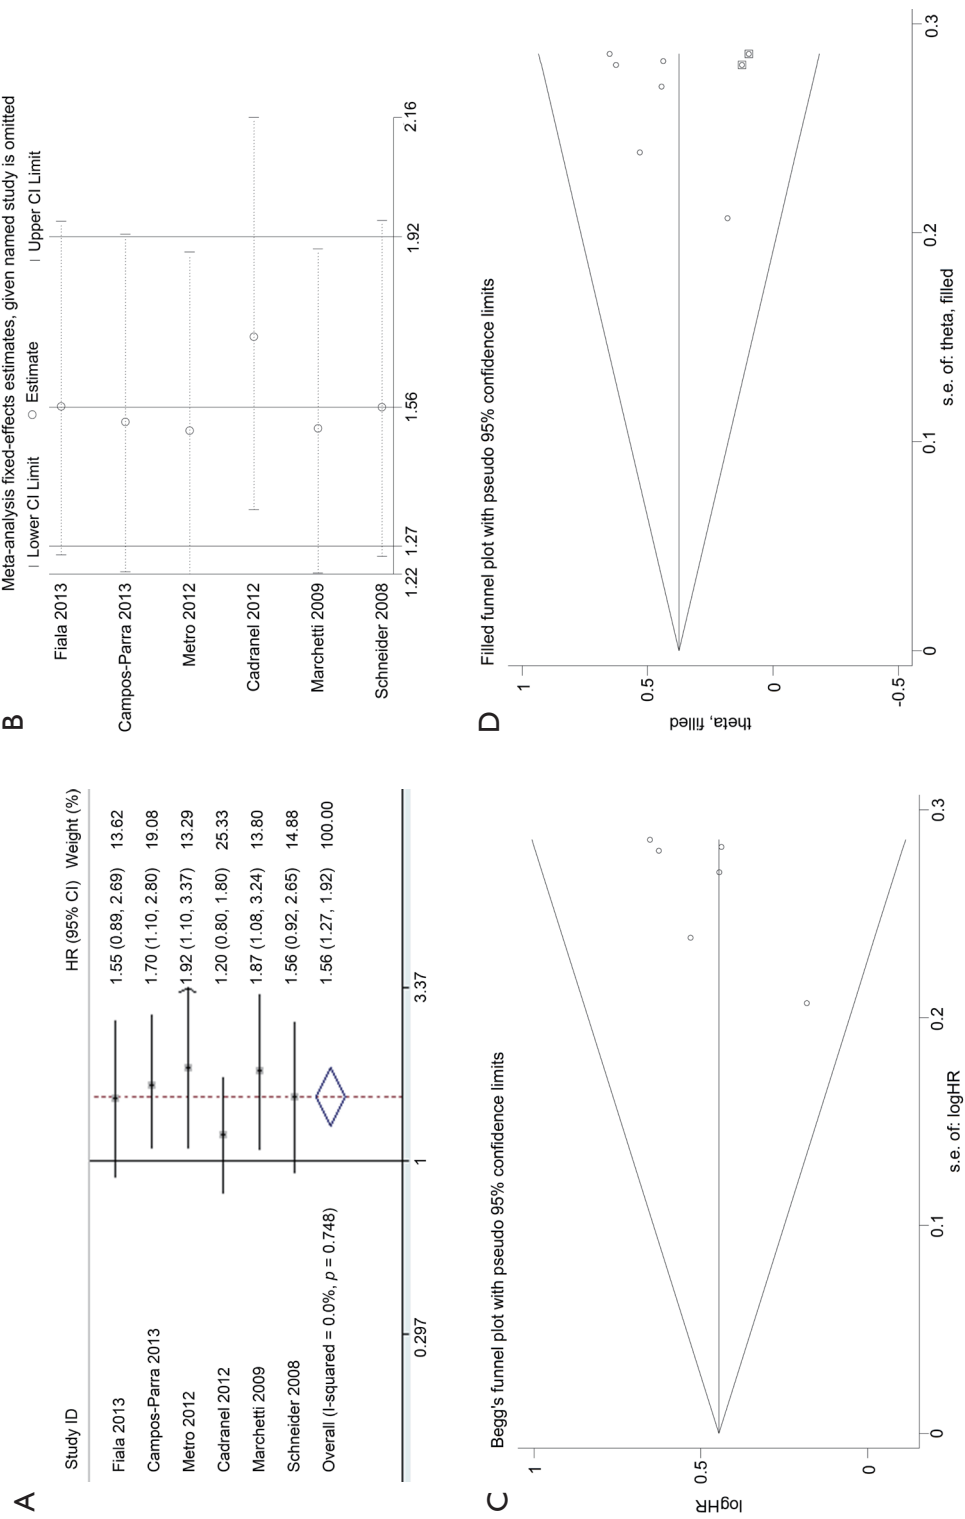 A
Study ID HR (95% CI) Weight (%)
Fiala 2013 1.55 (0.89, 2.69) 13.62
Campos-Parra 2013 1.70 (1.10, 2.80) 19.08
Metro 2012 1.92 (1.10, 3.37) 13.29
Cadranel 2012 1.20 (0.80, 1.80) 25.33
Marchetti 2009 1.87 (1.08, 3.24) 13.80
Schneider 2008 1.56 (0.92, 2.65) 14.88
Overall (I-squared = 0.0%, p = 0.748) 1.56 (1.27, 1.92) 100.00
0.297 1 3.37
B
Meta-analysis fixed-effects estimates, given named study is omitted
Lower CI Limit Estimate Upper CI Limit
Fiala 2013
Campos-Parra 2013
Metro 2012
Cadranel 2012
Marchetti 2009
Schneider 2008
1.22 1.27 1.56 1.92 2.16
C
Begg's funnel plot with pseudo 95% confidence limits
1
0.5
0
logHR
0 0.1 0.2 0.3
s.e. of: logHR
D
Filled funnel plot with pseudo 95% confidence limits
1
0.5
0
-0.5
theta, filled
0 0.1 0.2 0.3
s.e. of: theta, filled